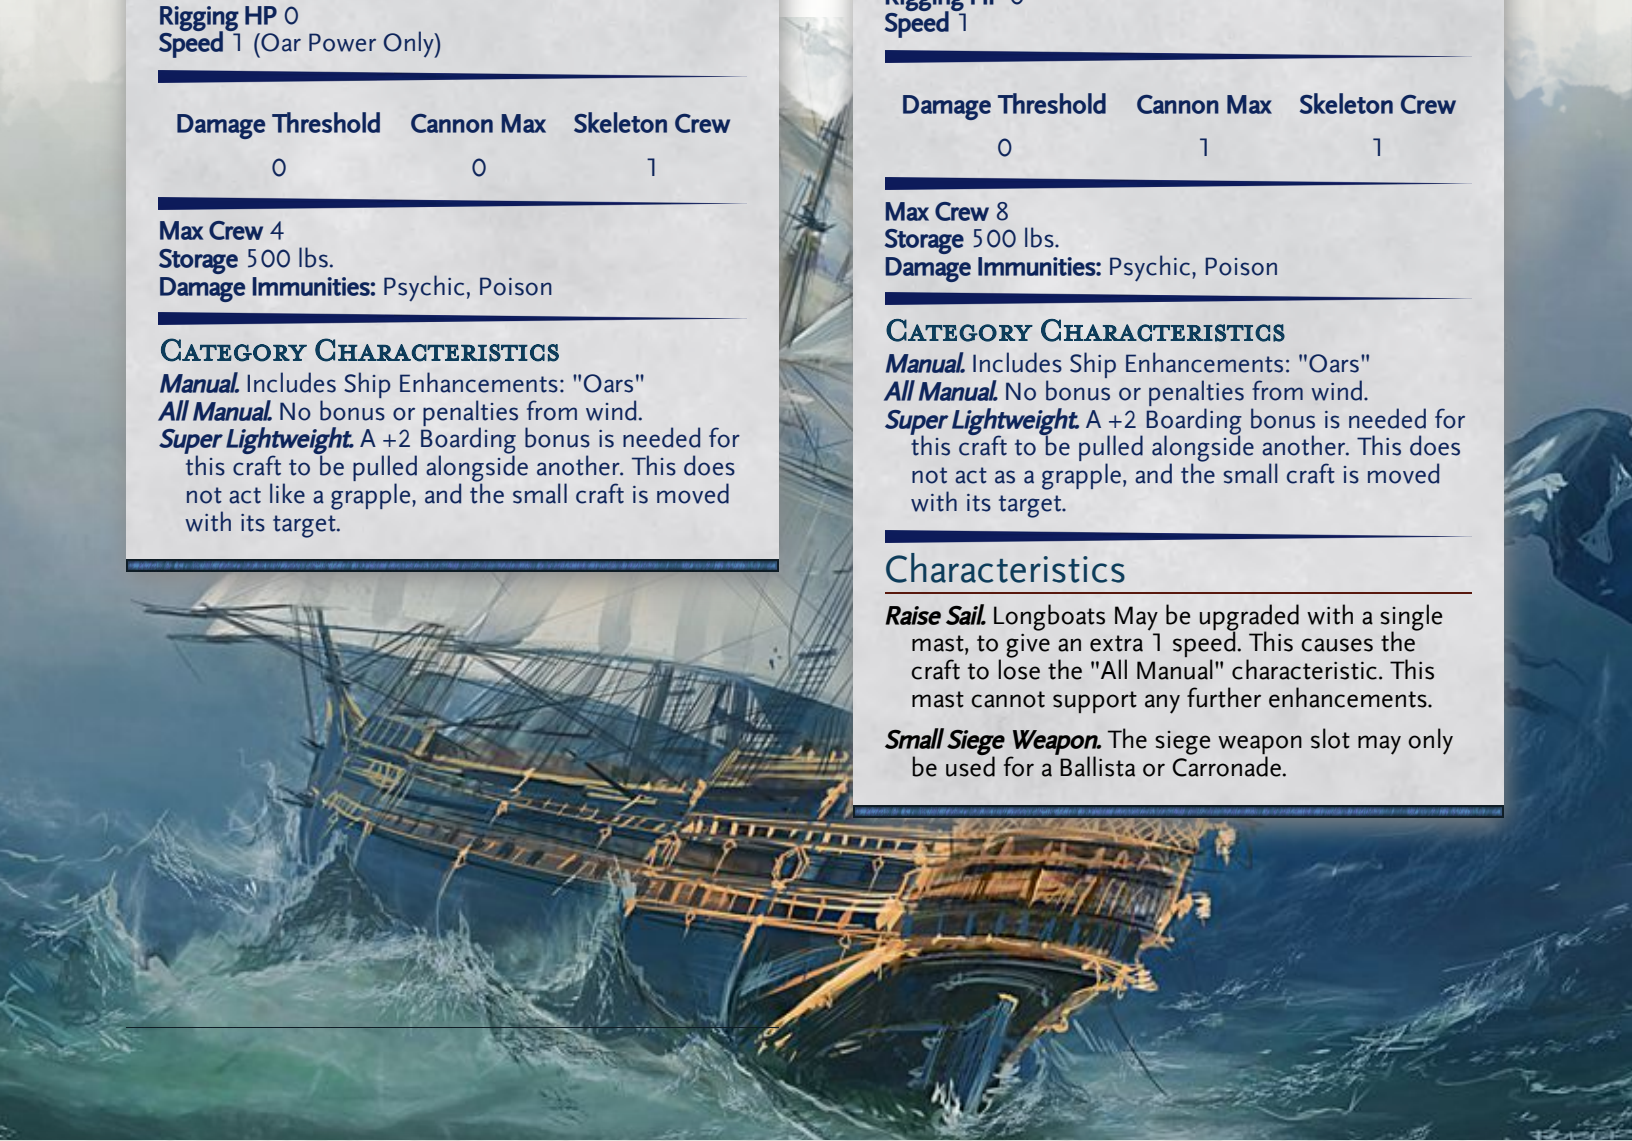 Rigging HP 0
Speed 1 (Oar Power Only)
Damage Threshold Cannon Max Skeleton Crew
0 0 1
Max Crew 4
Storage 500 lbs.
Damage Immunities: Psychic, Poison
Category Characteristics
Manual. Includes Ship Enhancements: "Oars"
All Manual. No bonus or penalties from wind.
Super Lightweight. A +2 Boarding bonus is needed for
this craft to be pulled alongside another. This does
not act like a grapple, and the small craft is moved
with its target.
Speed 1
Damage Threshold Cannon Max Skeleton Crew
0 1 1
Max Crew 8
Storage 500 lbs.
Damage Immunities: Psychic, Poison
Category Characteristics
Manual. Includes Ship Enhancements: "Oars"
All Manual. No bonus or penalties from wind.
Super Lightweight. A +2 Boarding bonus is needed for
this craft to be pulled alongside another. This does
not act as a grapple, and the small craft is moved
with its target.
Characteristics
Raise Sail. Longboats May be upgraded with a single
mast, to give an extra 1 speed. This causes the
craft to lose the "All Manual" characteristic. This
mast cannot support any further enhancements.
Small Siege Weapon. The siege weapon slot may only
be used for a Ballista or Carronade.